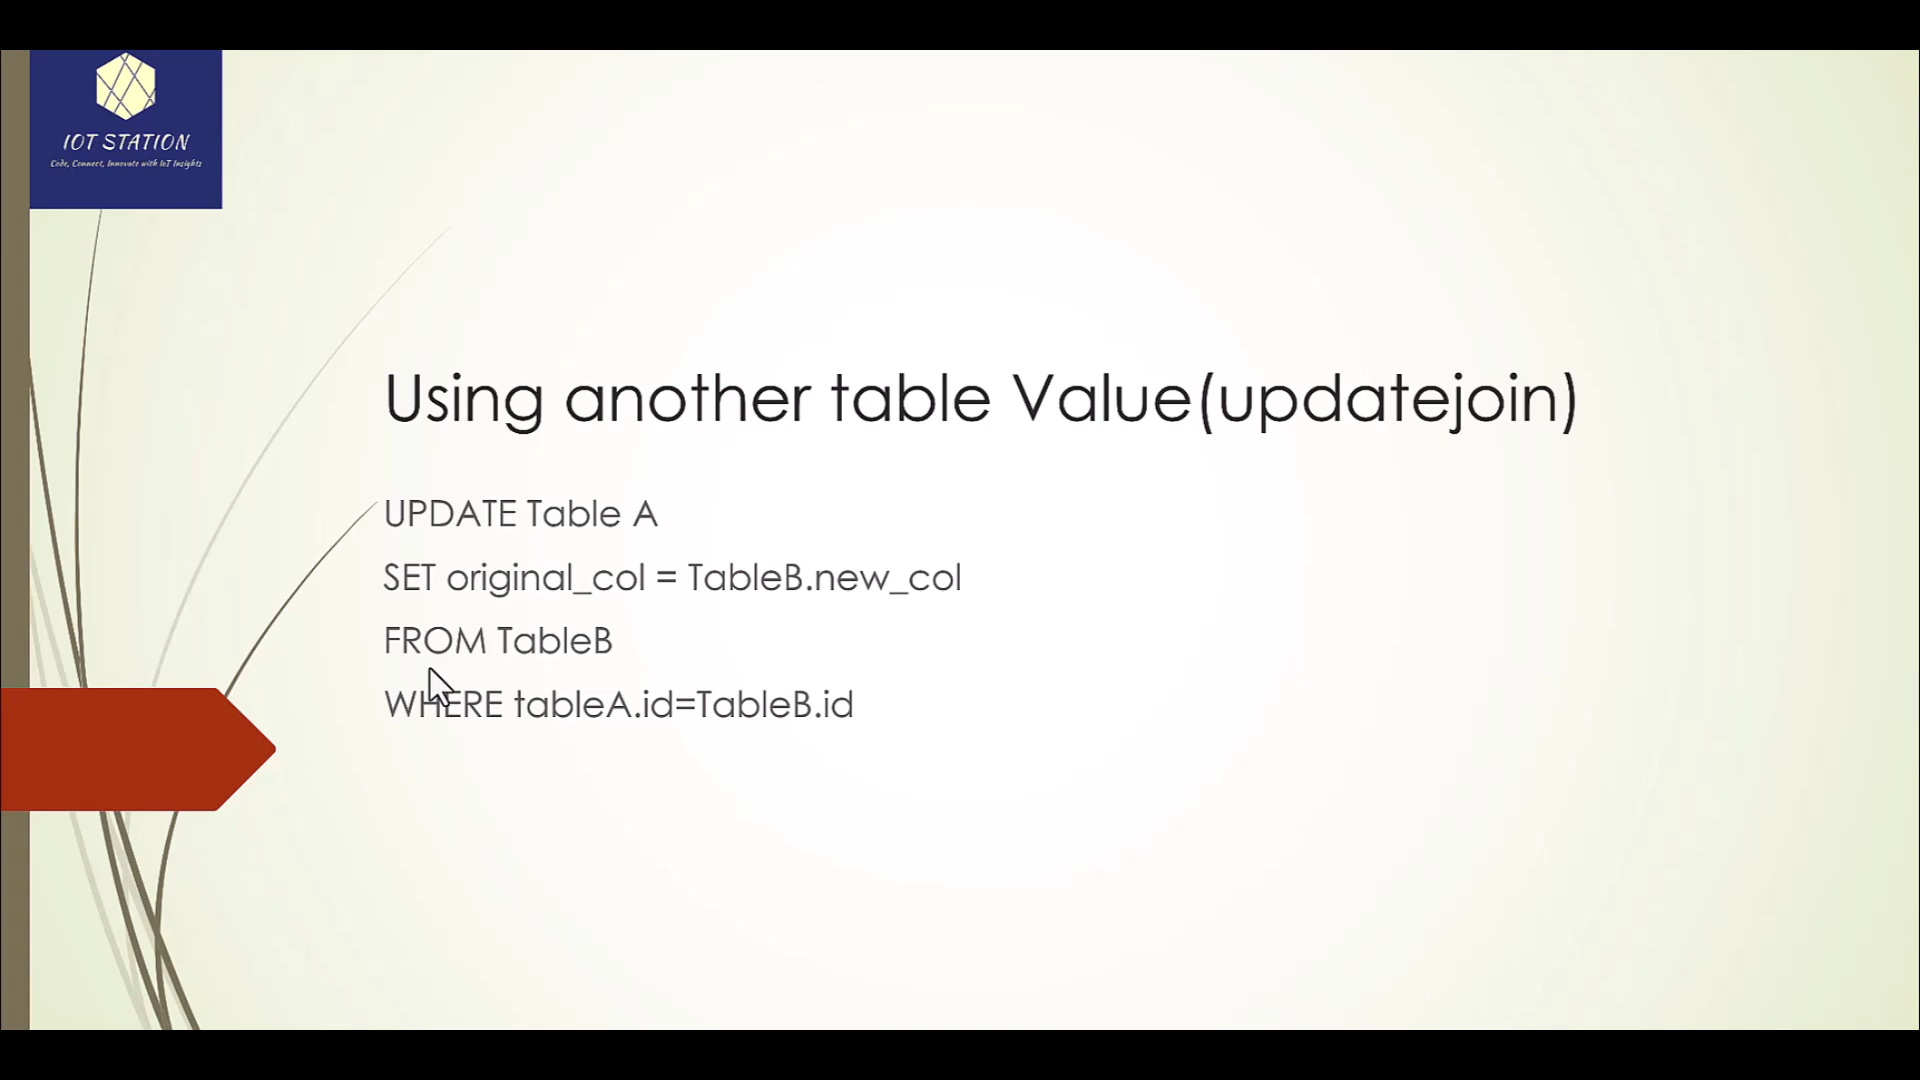 IOT STATION
Code, Connect, Innovate with IoT Insights
Using another table Value(updatejoin)
UPDATE Table A
SET original_col = TableB.new_col
FROM TableB
WHERE tableA.id=TableB.id